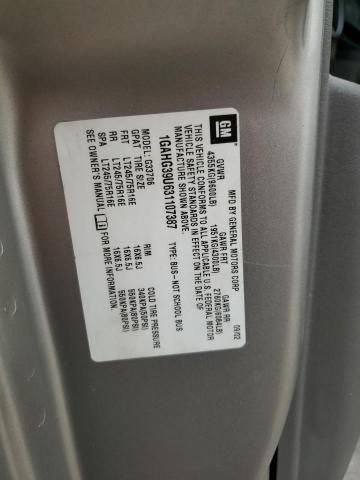 GM
MFD BY GENERAL MOTORS CORP 09/02
GVWR GAWR FRT GAWR RR
4355KG(9600LB) 1951KG(4300LB) 2760KG(6084LB)
THIS VEHICLE CONFORMS TO ALL APPLICABLE U.S. FEDERAL MOTOR
VEHICLE SAFETY STANDARDS IN EFFECT ON THE DATE OF
MANUFACTURE SHOWN ABOVE.
1GAHG39U631107387 TYPE: BUS-NOT SCHOOL BUS
MODEL: G33706
GPAT TIRE SIZE RIM COLD TIRE PRESSURE
FRT LT245/75R16E 16X6.5J 340KPA(50PSI)
RR LT245/75R16E 16X6.5J 550KPA(80PSI)
SPA LT245/75R16E 16X6.5J 550KPA(80PSI)
SEE OWNER'S MANUAL FOR MORE INFORMATION.